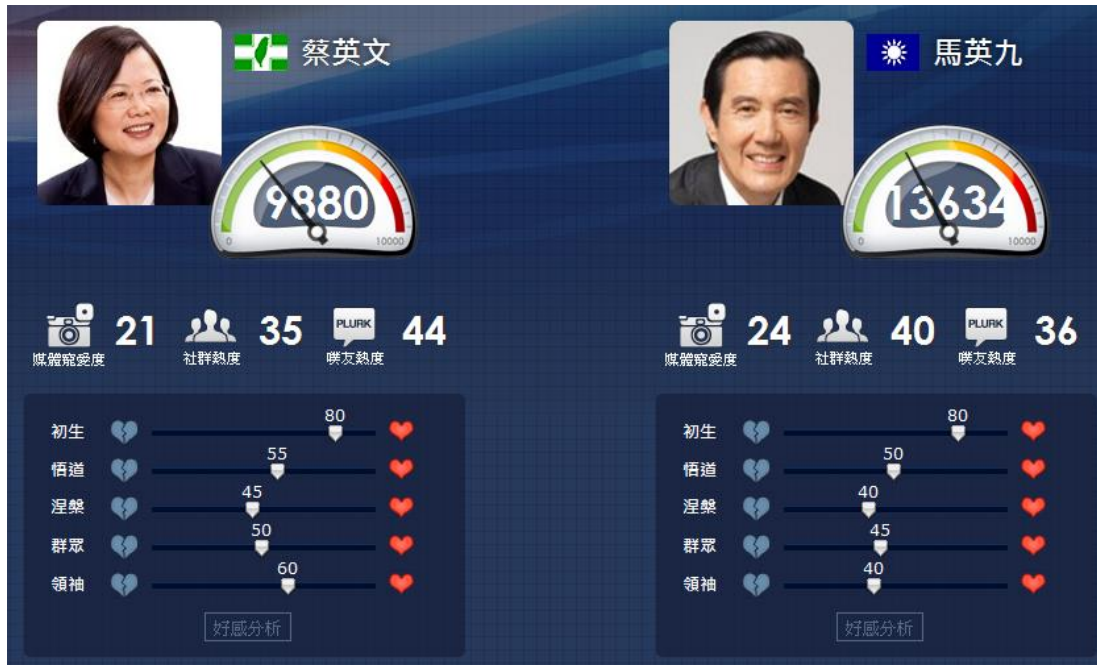 蔡英文
9880
0
10000
21
媒體寵愛度
35
社群熱度
PLURK
44
噗友熱度
初生
80
悟道
55
涅槃
45
群眾
50
領袖
60
好感分析
馬英九
13634
0
10000
24
媒體寵愛度
40
社群熱度
PLURK
36
噗友熱度
初生
80
悟道
50
涅槃
40
群眾
45
領袖
40
好感分析